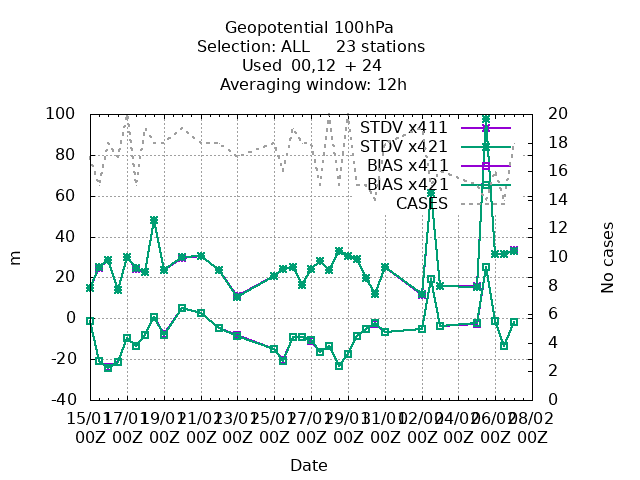 Geopotential 100hPa
Selection: ALL     23 stations
Used  00,12  + 24
Averaging window: 12h
100 20
80 18
60 16
40 14
20 12
0 10
-20 8
-40 6
4
2
0
STDV x411
STDV x421
BIAS x411
BIAS x421
CASES
m
No cases
15/01 17/01 19/01 21/01 23/01 25/01 27/01 29/01 31/01 02/02 04/02 06/02 08/02
00Z 00Z 00Z 00Z 00Z 00Z 00Z 00Z 00Z 00Z 00Z 00Z 00Z
Date